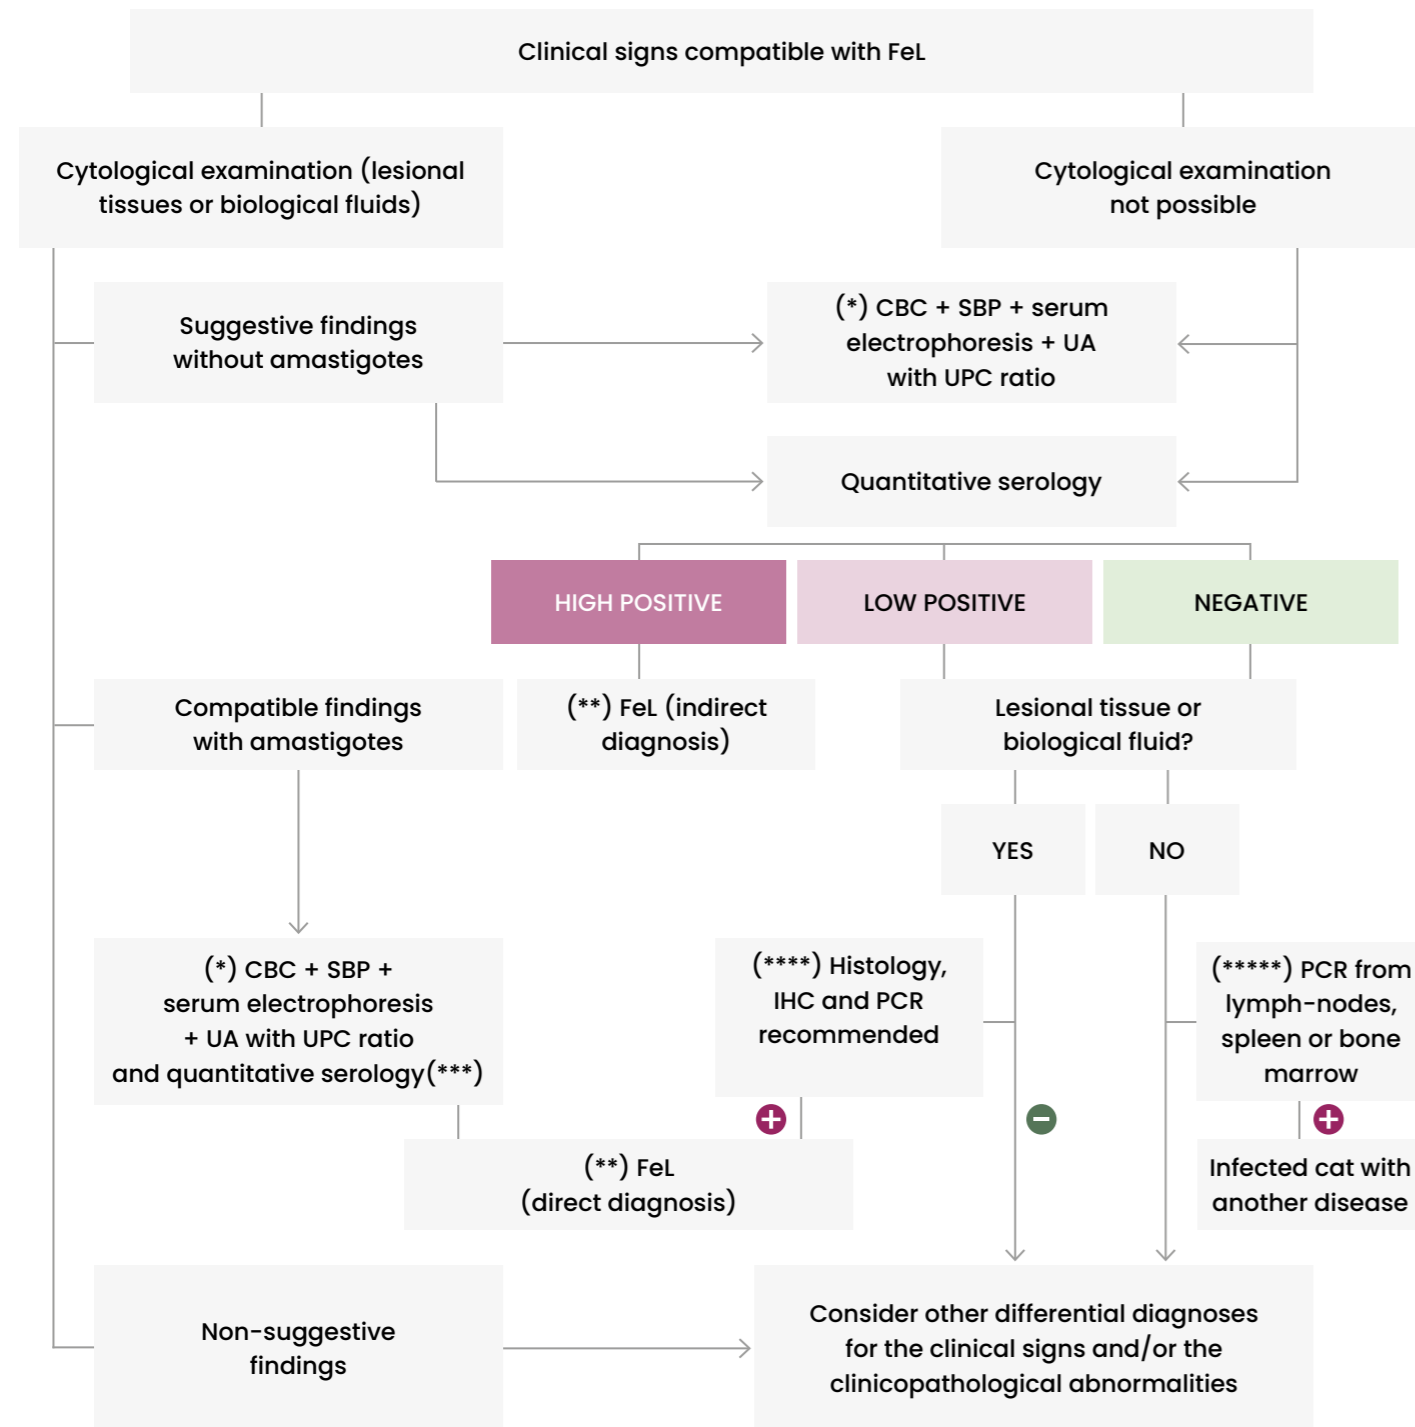 Clinical signs compatible with FeL
Cytological examination (lesional
tissues or biological fluids)
Cytological examination
not possible
Suggestive findings
without amastigotes
(*) CBC + SBP + serum
electrophoresis + UA
with UPC ratio
Quantitative serology
HIGH POSITIVE
LOW POSITIVE
NEGATIVE
Compatible findings
with amastigotes
(**) FeL (indirect
diagnosis)
Lesional tissue or
biological fluid?
YES
NO
(*) CBC + SBP +
serum electrophoresis
+ UA with UPC ratio
and quantitative serology(***)
(****) Histology,
IHC and PCR
recommended
(*****) PCR from
lymph-nodes,
spleen or bone
marrow
+
−
+
(**) FeL
(direct diagnosis)
Infected cat with
another disease
Non-suggestive
findings
Consider other differential diagnoses
for the clinical signs and/or the
clinicopathological abnormalities